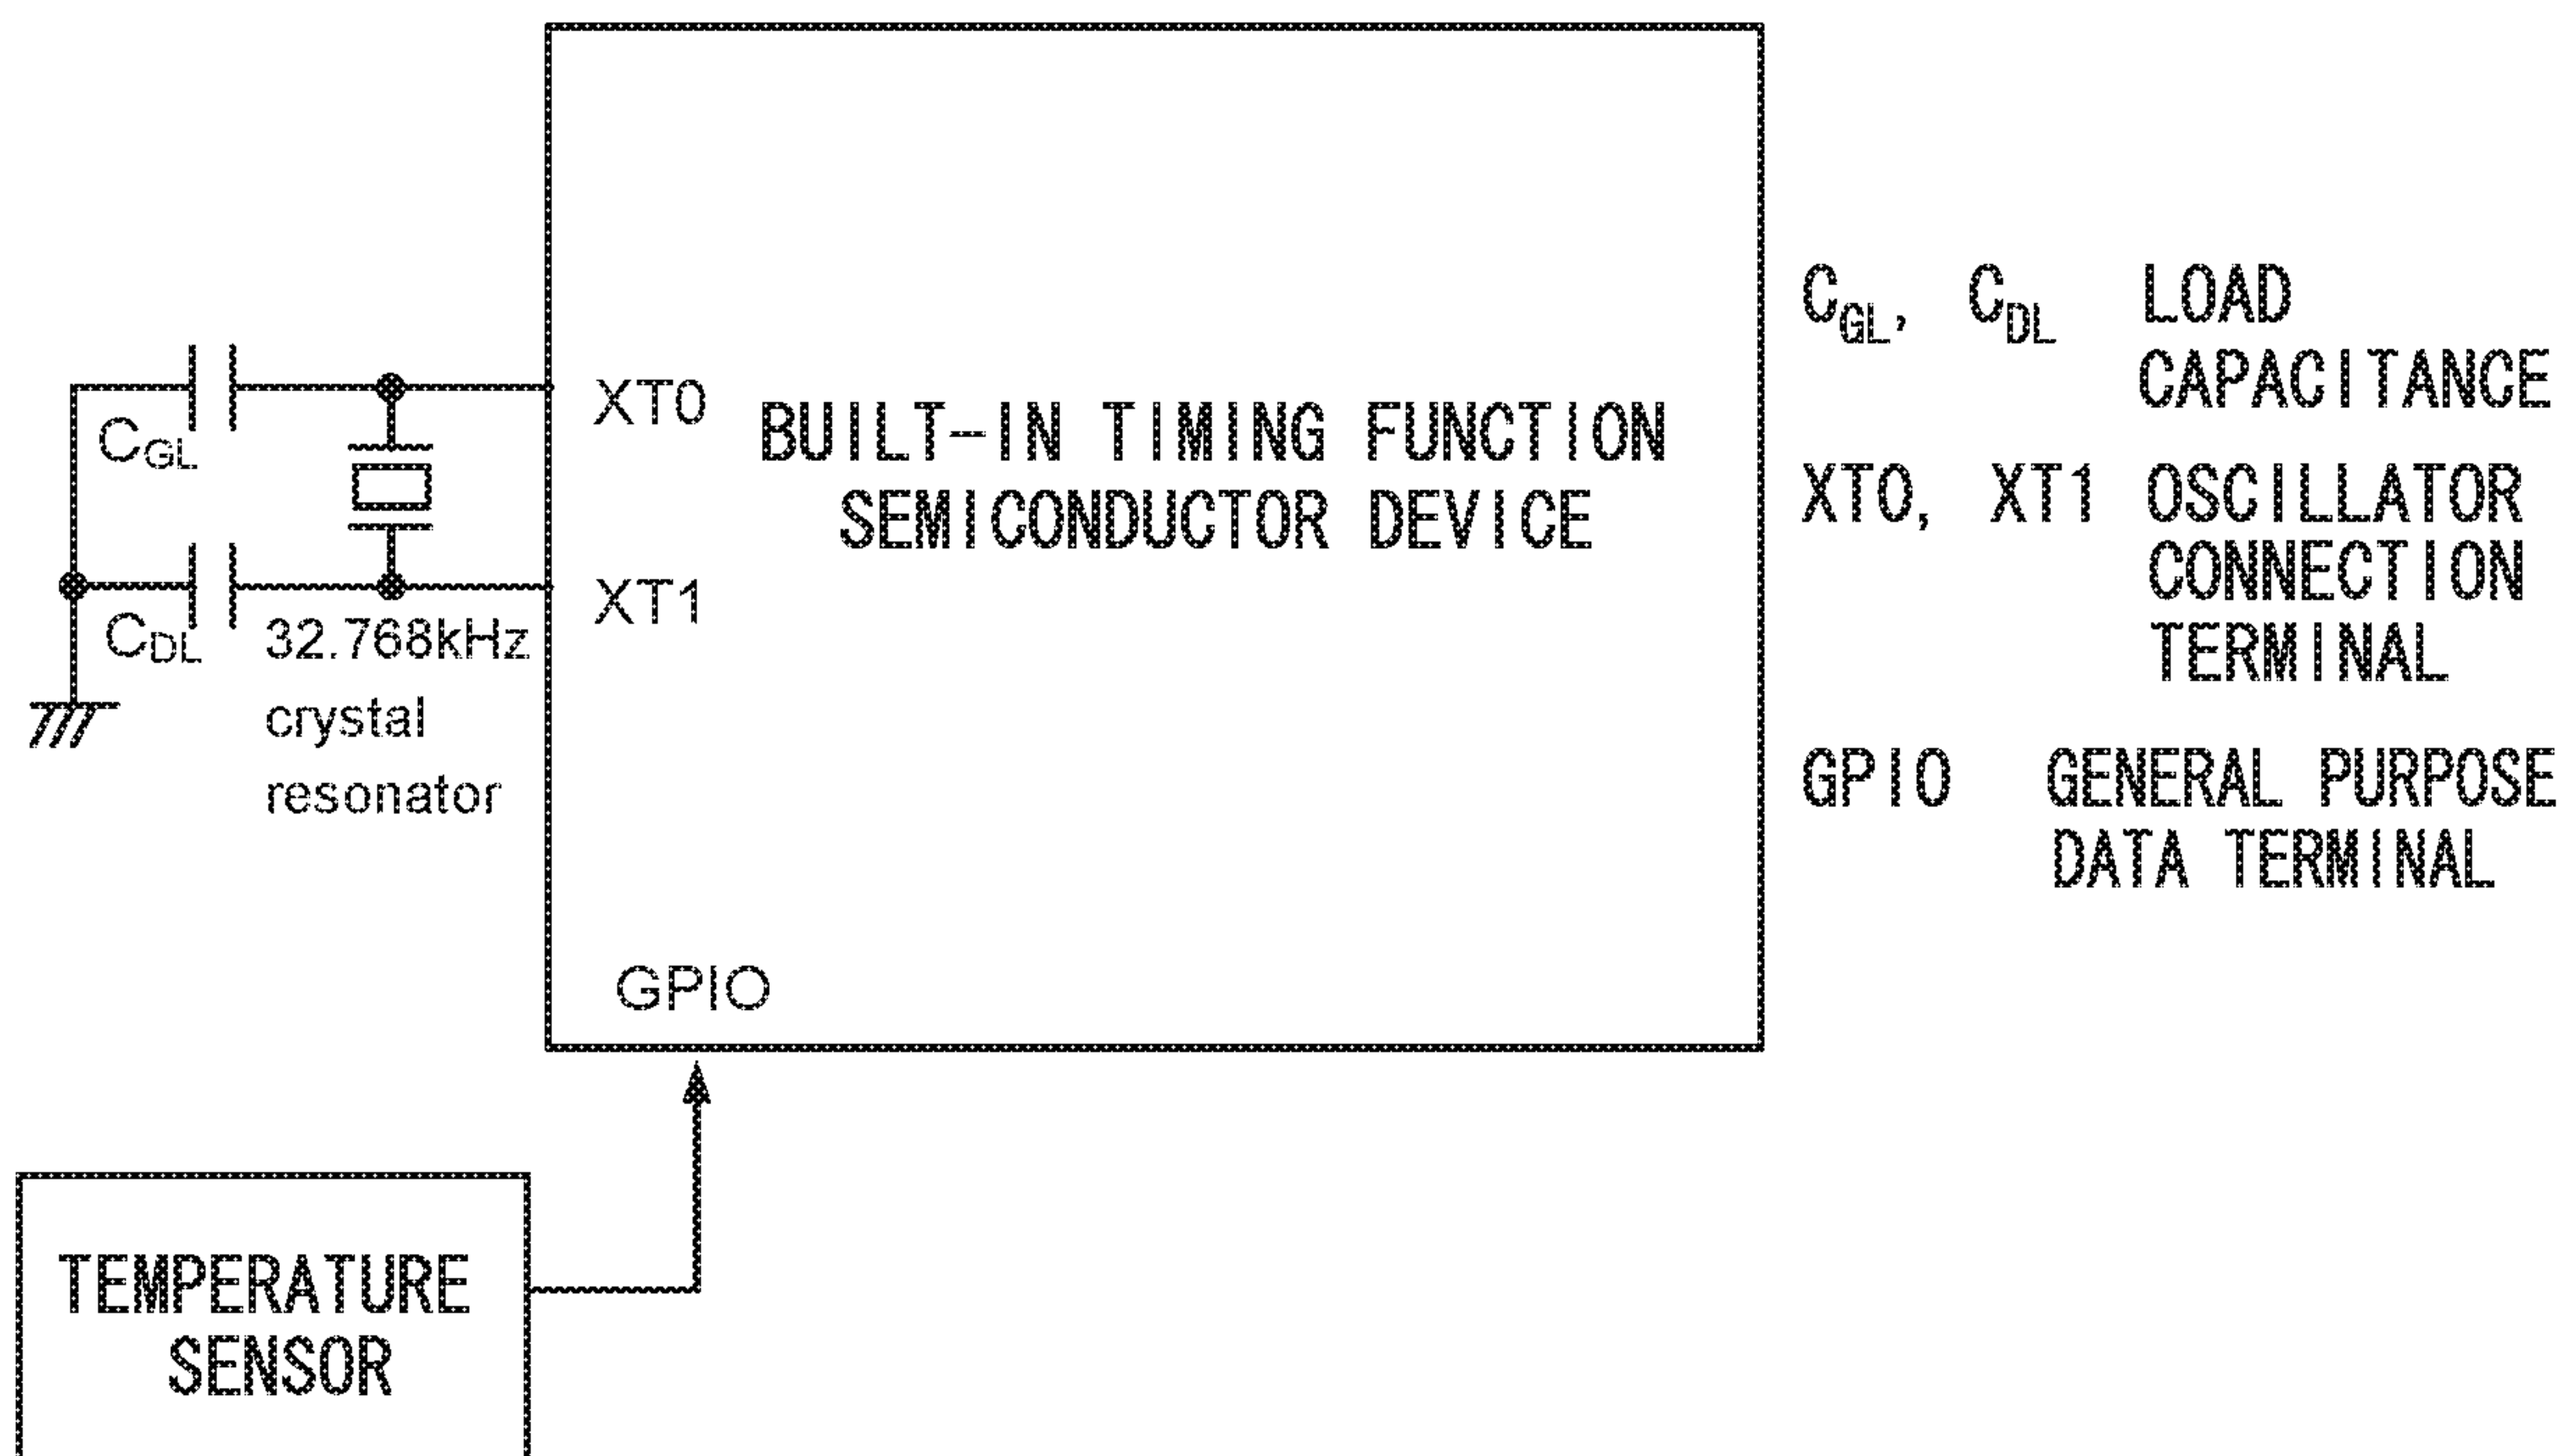 XT0
CGL
BUILT-IN TIMING FUNCTION
SEMICONDUCTOR DEVICE
XT1
CDL
32.768kHz
crystal
resonator
GPIO
TEMPERATURE
SENSOR
CGL, CDL LOAD
CAPACITANCE
XT0, XT1 OSCILLATOR
CONNECTION
TERMINAL
GPIO GENERAL PURPOSE
DATA TERMINAL